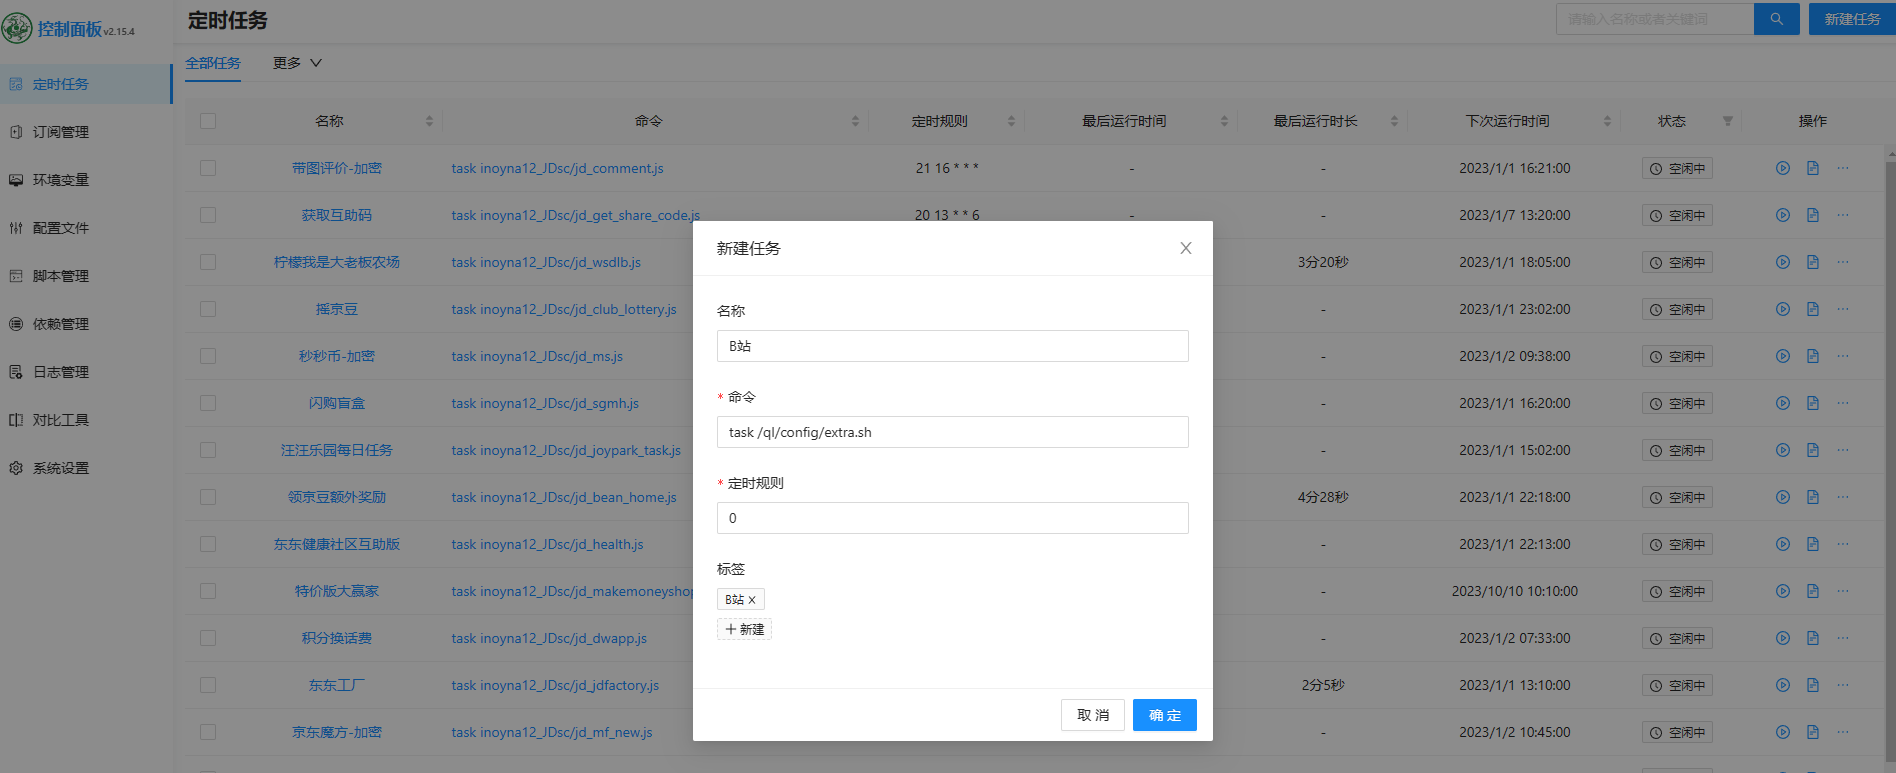 控制面板 v2.15.4
定时任务
请输入名称或者关键词
新建任务
全部任务 更多
定时任务
订阅管理
环境变量
配置文件
脚本管理
依赖管理
日志管理
对比工具
系统设置
名称 命令 定时规则 最后运行时间 最后运行时长 下次运行时间 状态 操作
带图评价-加密 task inoyna12_JDsc/jd_comment.js 21 16 * * * - - 2023/1/1 16:21:00 空闲中 ...
获取互助码 task inoyna12_JDsc/jd_get_share_code.js 20 13 * * 6 - - 2023/1/7 13:20:00 空闲中 ...
柠檬我是大老板农场 task inoyna12_JDsc/jd_wsdlb.js 3分20秒 2023/1/1 18:05:00 空闲中 ...
摇京豆 task inoyna12_JDsc/jd_club_lottery.js - 2023/1/1 23:02:00 空闲中 ...
秒秒币-加密 task inoyna12_JDsc/jd_ms.js - 2023/1/2 09:38:00 空闲中 ...
闪购盲盒 task inoyna12_JDsc/jd_sgmh.js - 2023/1/1 16:20:00 空闲中 ...
汪汪乐园每日任务 task inoyna12_JDsc/jd_joypark_task.js - 2023/1/1 15:02:00 空闲中 ...
领京豆额外奖励 task inoyna12_JDsc/jd_bean_home.js 4分28秒 2023/1/1 22:18:00 空闲中 ...
东东健康社区互助版 task inoyna12_JDsc/jd_health.js - 2023/1/1 22:13:00 空闲中 ...
特价版大赢家 task inoyna12_JDsc/jd_makemoneyshop - 2023/10/10 10:10:00 空闲中 ...
积分换话费 task inoyna12_JDsc/jd_dwapp.js - 2023/1/2 07:33:00 空闲中 ...
东东工厂 task inoyna12_JDsc/jd_jdfactory.js 2分5秒 2023/1/1 13:10:00 空闲中 ...
京东魔方-加密 task inoyna12_JDsc/jd_mf_new.js - 2023/1/2 10:45:00 空闲中 ...
新建任务
名称
B站
* 命令
task /ql/config/extra.sh
* 定时规则
0
标签
B站
新建
取 消 确 定